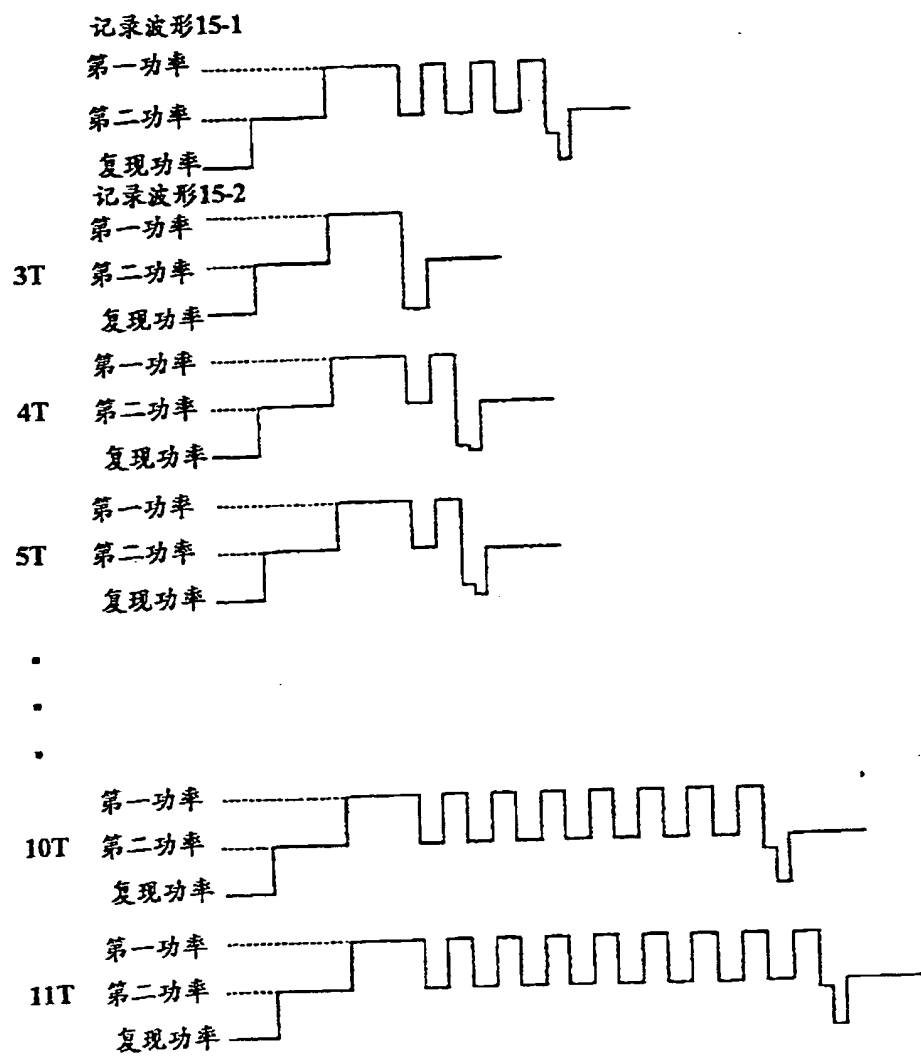 记录波形15-1
第一功率
第二功率
复现功率
记录波形15-2
第一功率
3T 第二功率
复现功率
第一功率
4T 第二功率
复现功率
第一功率
5T 第二功率
复现功率
第一功率
10T 第二功率
复现功率
第一功率
11T 第二功率
复现功率